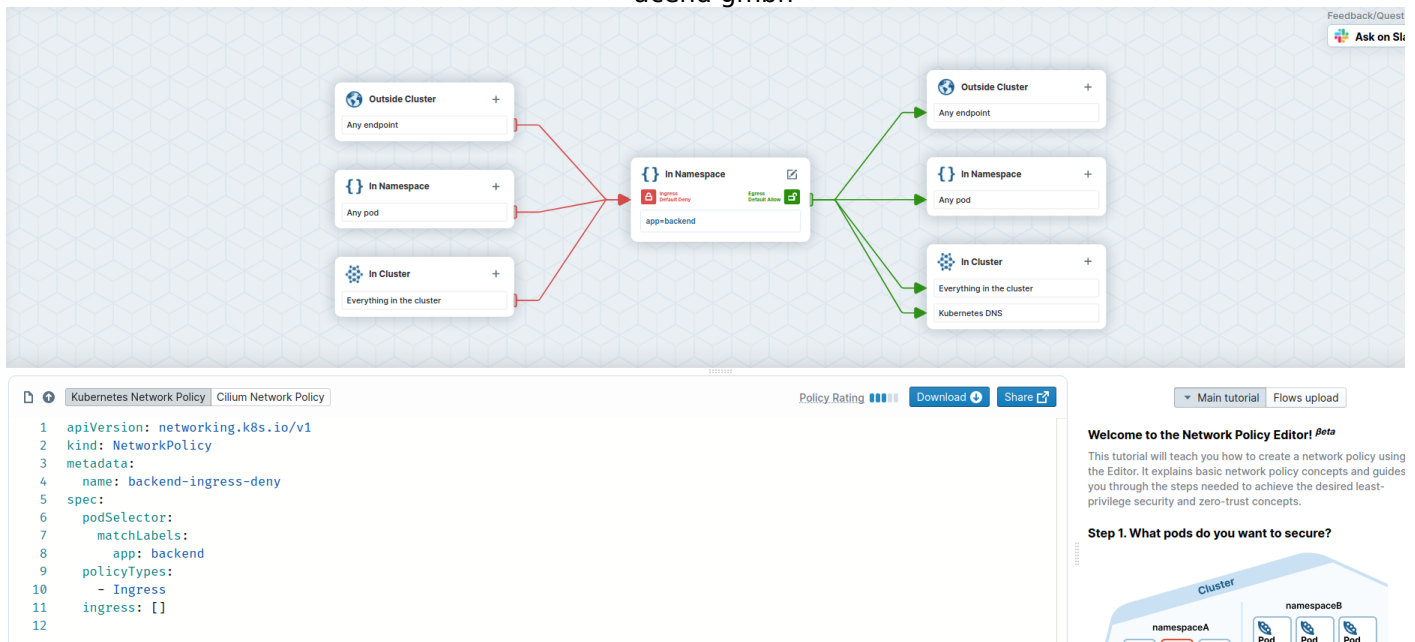 acend gmbh
Feedback/Quest
Ask on Sla
Outside Cluster
Any endpoint
In Namespace
Any pod
In Cluster
Everything in the cluster
In Namespace
Ingress
Default Deny
Egress
Default Allow
app=backend
Outside Cluster
Any endpoint
In Namespace
Any pod
In Cluster
Everything in the cluster
Kubernetes DNS
Kubernetes Network Policy Cilium Network Policy
Policy Rating Download Share
1 apiVersion: networking.k8s.io/v1
2 kind: NetworkPolicy
3 metadata:
4 name: backend-ingress-deny
5 spec:
6 podSelector:
7 matchLabels:
8 app: backend
9 policyTypes:
10 - Ingress
11 ingress: []
12
Main tutorial Flows upload
Welcome to the Network Policy Editor! βeta
This tutorial will teach you how to create a network policy using
the Editor. It explains basic network policy concepts and guides
you through the steps needed to achieve the desired least-
privilege security and zero-trust concepts.
Step 1. What pods do you want to secure?
Cluster
namespaceA
namespaceB
Pod Pod Pod